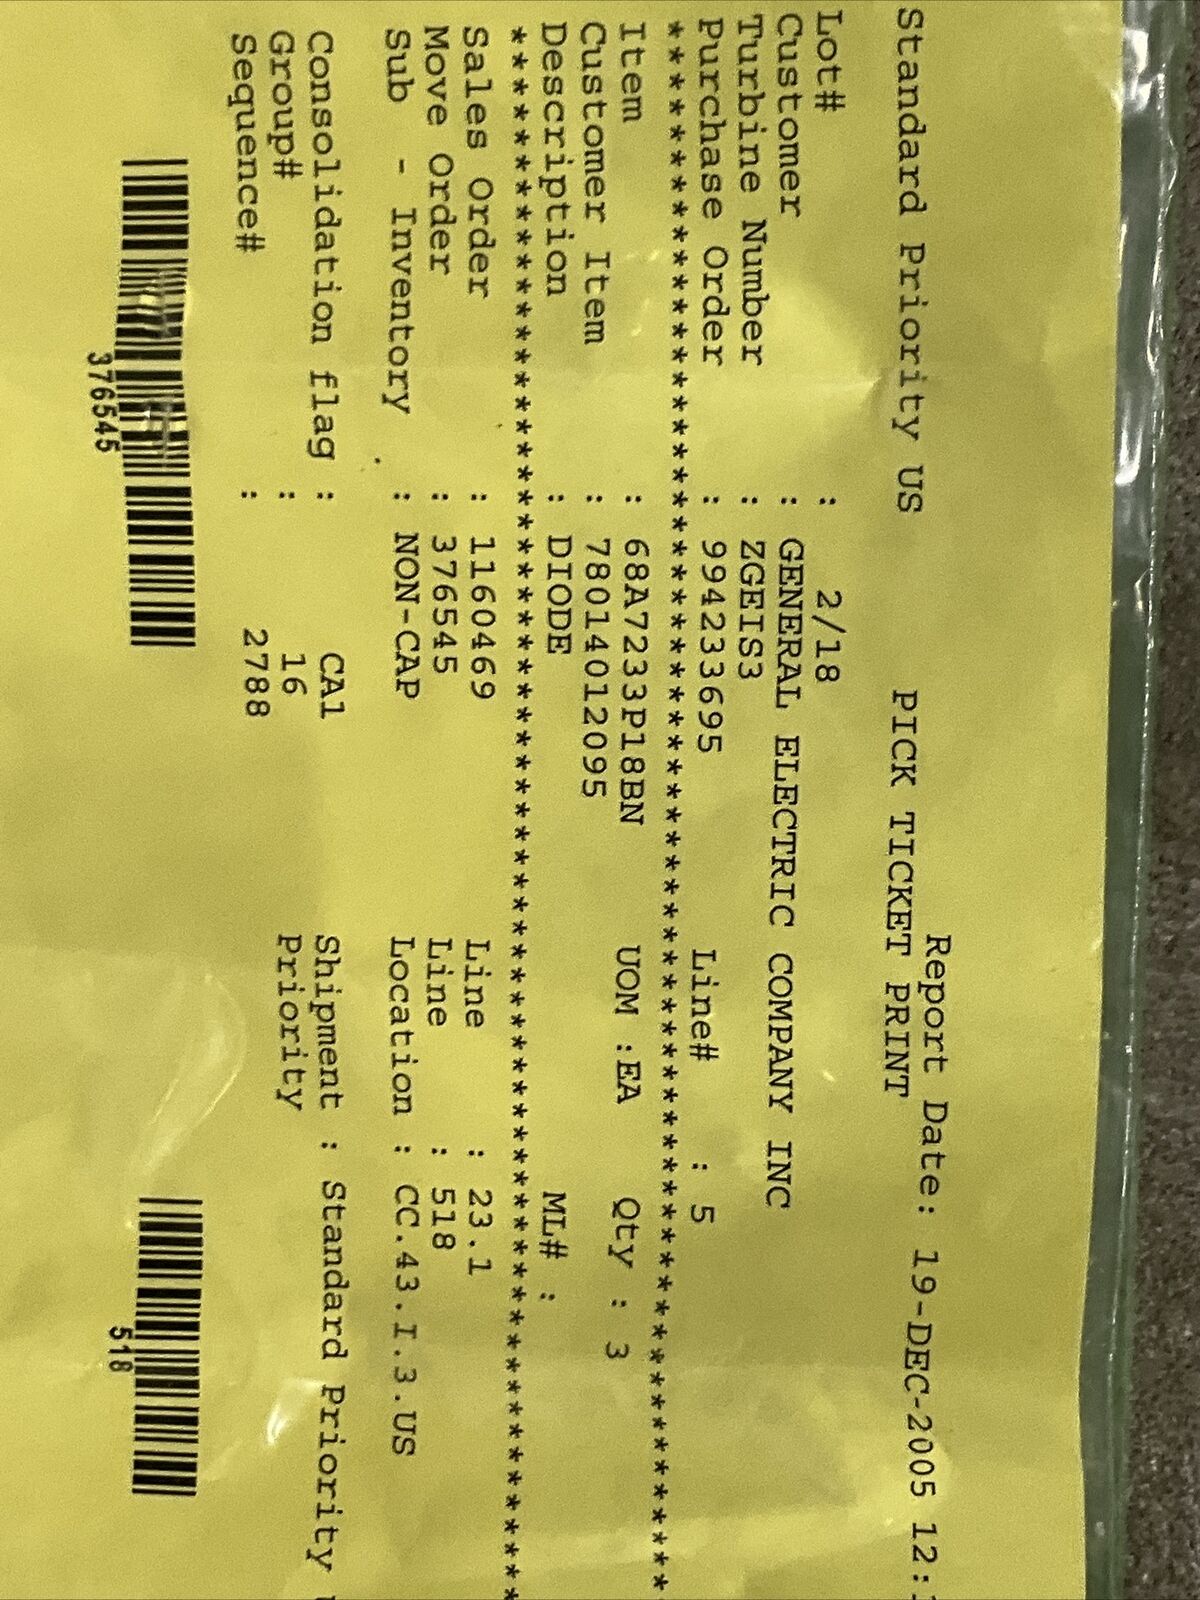 Report Date: 19-DEC-2005 12:
Standard Priority US PICK TICKET PRINT
Lot# : 2/18
Customer : GENERAL ELECTRIC COMPANY INC
Turbine Number : ZGEIS3
Purchase Order : 994233695 Line# : 5
******************************************
Item : 68A7233P18BN UOM :EA Qty : 3
Customer Item : 78014012095
Description : DIODE ML# :
******************************************
Sales Order : 1160469 Line : 23.1
Move Order : 376545 Line : 518
Sub - Inventory : NON-CAP Location : CC.43.I.3.US
Consolidation flag : CA1 Shipment : Standard Priority
Group# : 16 Priority
Sequence# : 2788
376545 518